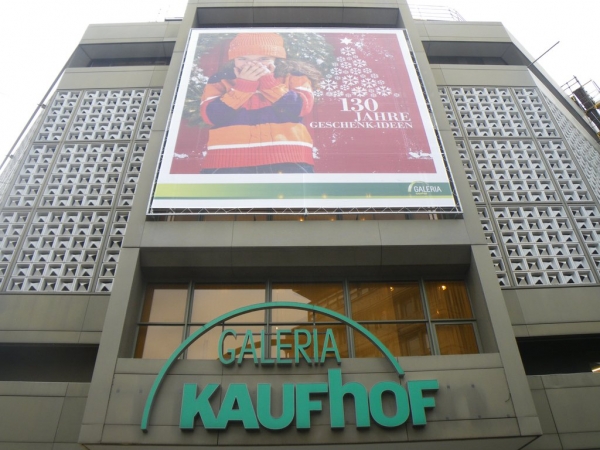 130
JAHRE
GESCHENK-IDEEN
GALERIA
GALERIA
KAUFhOF